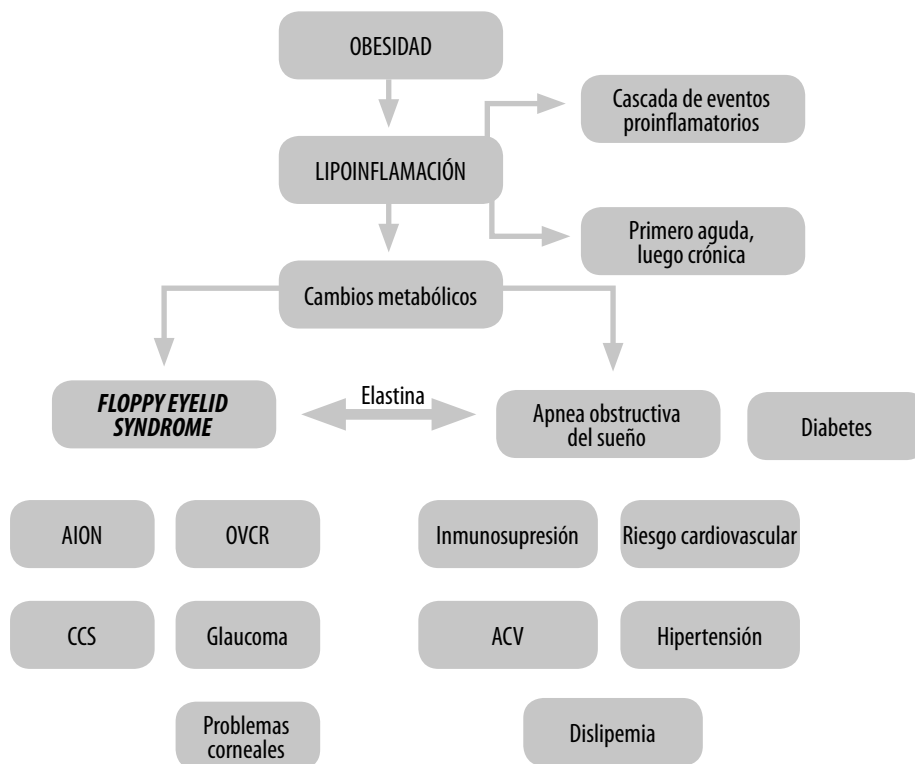 OBESIDAD
Cascada de eventos
proinflamatorios
LIPOINFLAMACIÓN
Primero aguda,
luego crónica
Cambios metabólicos
FLOPPY EYELID
SYNDROME
Elastina
Apnea obstructiva
del sueño
Diabetes
AION
OVCR
Inmunosupresión
Riesgo cardiovascular
CCS
Glaucoma
ACV
Hipertensión
Problemas
corneales
Dislipemia